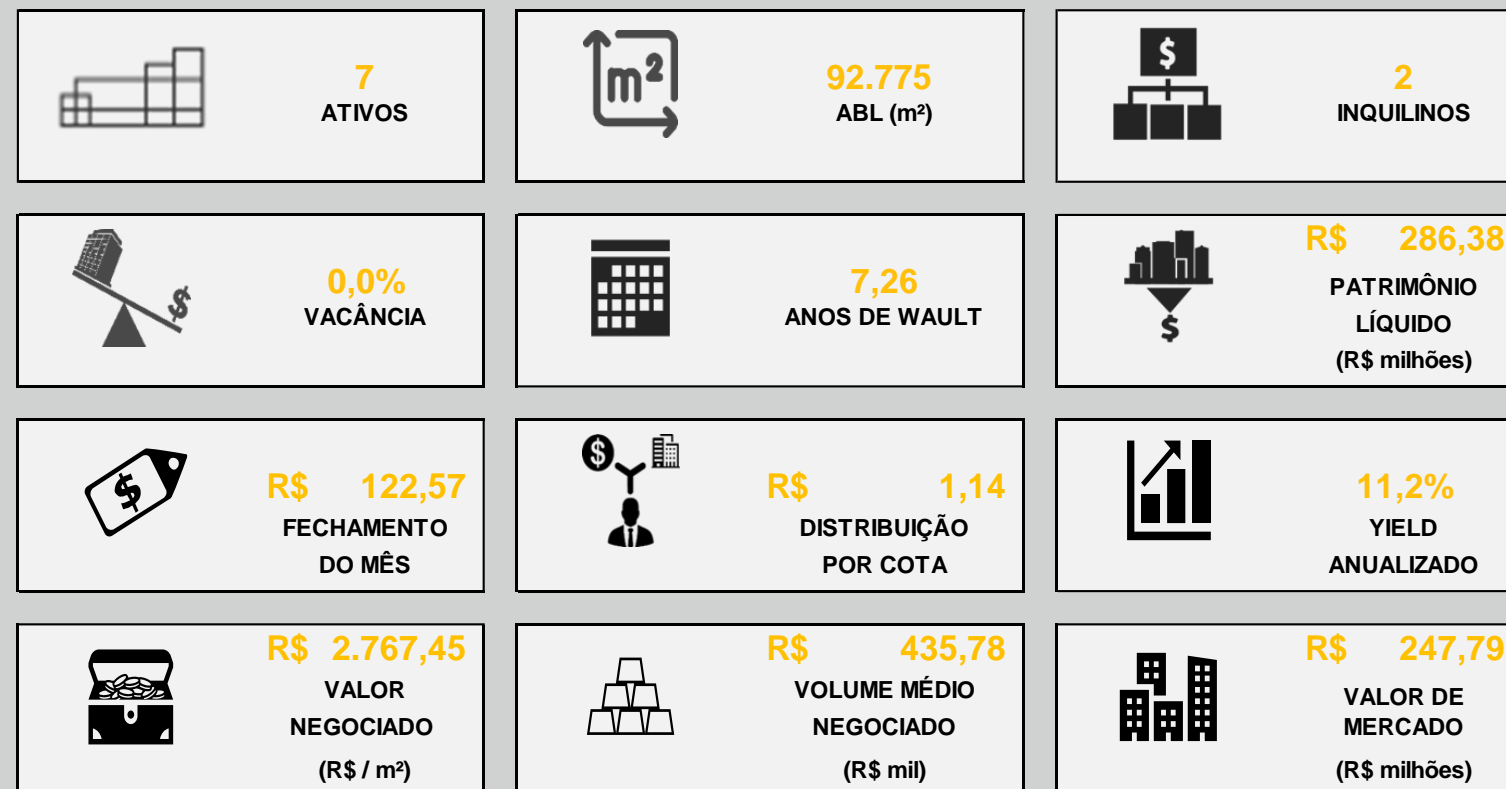 7
ATIVOS
m²
92.775
ABL (m²)
$
2
INQUILINOS
$
0,0%
VACÂNCIA
7,26
ANOS DE WAULT
$
R$ 286,38
PATRIMÔNIO
LÍQUIDO
(R$ milhões)
$
R$ 122,57
FECHAMENTO
DO MÊS
$
R$ 1,14
DISTRIBUIÇÃO
POR COTA
11,2%
YIELD
ANUALIZADO
R$ 2.767,45
VALOR
NEGOCIADO
(R$ / m²)
R$ 435,78
VOLUME MÉDIO
NEGOCIADO
(R$ mil)
R$ 247,79
VALOR DE
MERCADO
(R$ milhões)